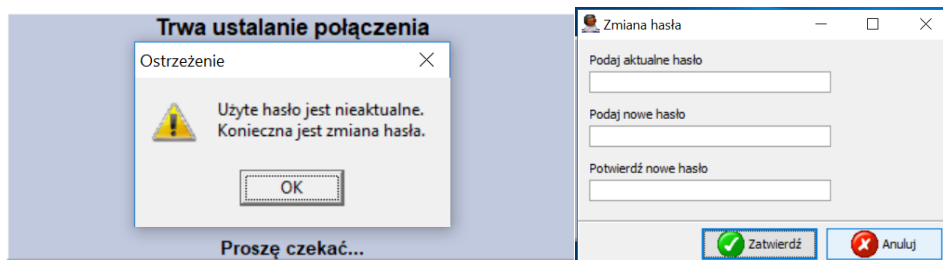 Trwa ustalanie połączenia
Ostrzeżenie
Użyte hasło jest nieaktualne.
Konieczna jest zmiana hasła.
OK
Proszę czekać...
Zmiana hasła
Podaj aktualne hasło
Podaj nowe hasło
Potwierdź nowe hasło
Zatwierdź
Anuluj